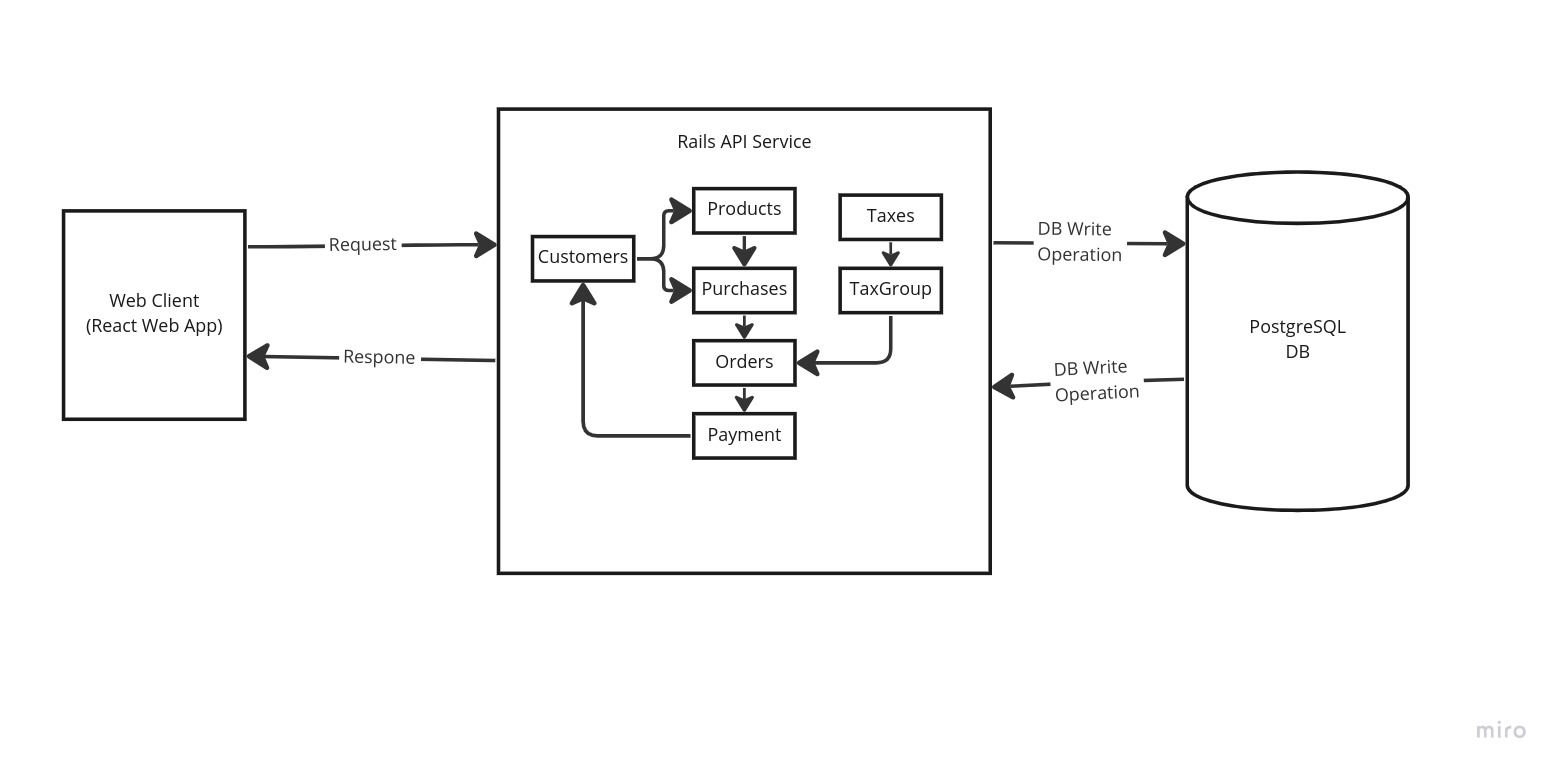 Rails API Service
Products
Taxes
Customers
Purchases
TaxGroup
Orders
Payment
Request
Respone
Web Client
(React Web App)
DB Write
Operation
DB Write
Operation
PostgreSQL
DB
miro